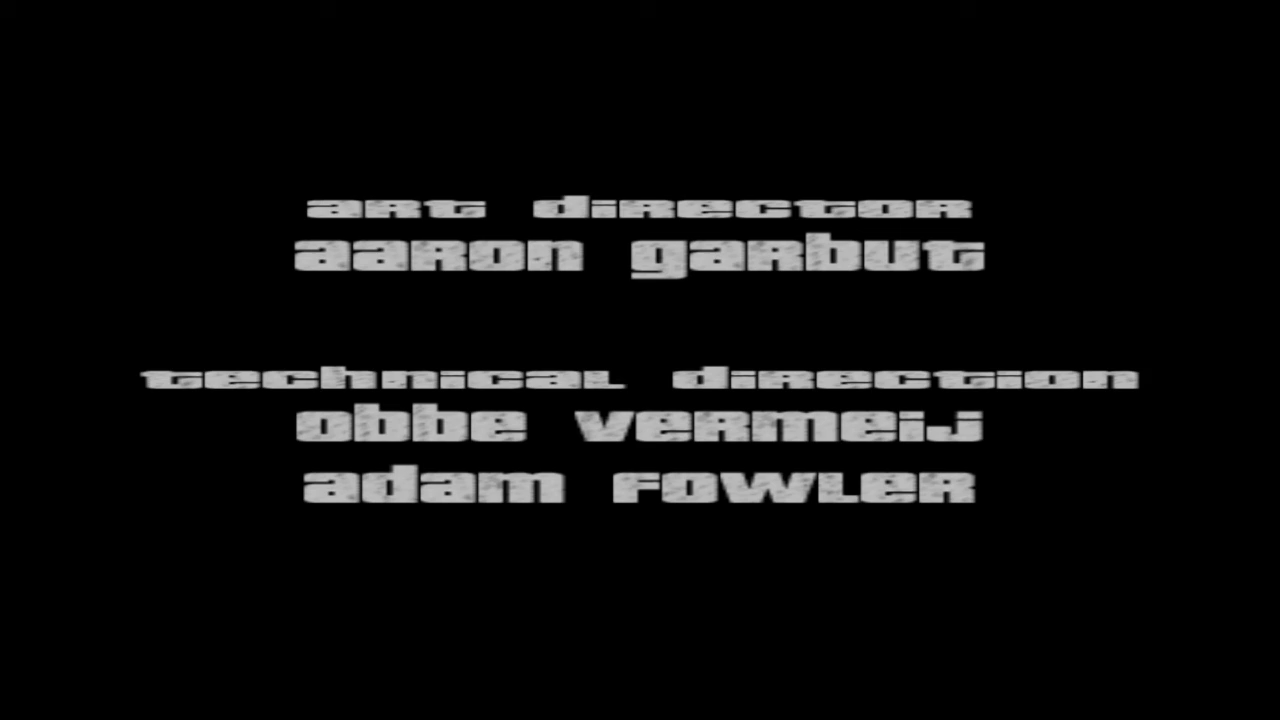 art director
aaron garbut
technical direction
obbe vermeij
adam fowler